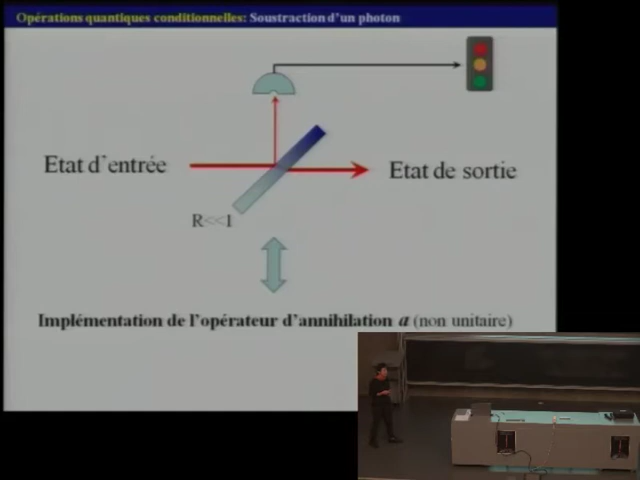 Opérations quantiques conditionnelles: Soustraction d'un photon
Etat d'entrée
Etat de sortie
R<<1
Implémentation de l'opérateur d'annihilation a (non unitaire)